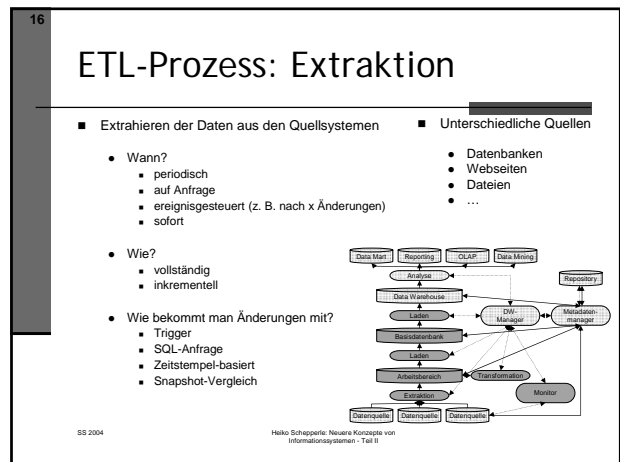 16
ETL-Prozess: Extraktion
■ Extrahieren der Daten aus den Quellsystemen
● Wann?
■ periodisch
■ auf Anfrage
■ ereignisgesteuert (z. B. nach x Änderungen)
■ sofort
● Wie?
■ vollständig
■ inkrementell
● Wie bekommt man Änderungen mit?
■ Trigger
■ SQL-Anfrage
■ Zeitstempel-basiert
■ Snapshot-Vergleich
■ Unterschiedliche Quellen
● Datenbanken
● Webseiten
● Dateien
● …
Data Mart Reporting OLAP Data Mining
Analyse
Repository
Data Warehouse
Laden
DW-
Manager
Metadaten-
manager
Basisdatenbank
Laden
Arbeitsbereich
Transformation
Extraktion
Monitor
Datenquelle Datenquelle Datenquelle
SS 2004
Heiko Schepperle: Neuere Konzepte von
Informationssystemen - Teil II